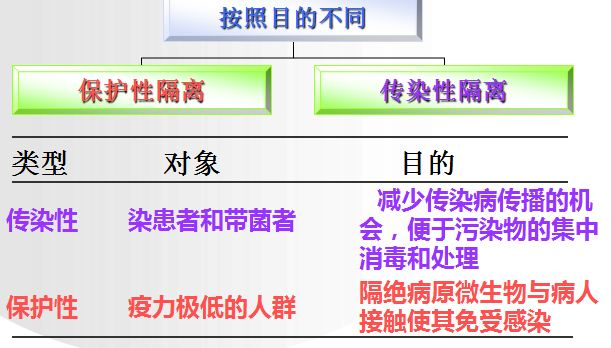 按照目的不同
保护性隔离 传染性隔离
类型 对象 目的
传染性 染患者和带菌者 减少传染病传播的机
会，便于污染物的集中
消毒和处理
保护性 疫力极低的人群 隔绝病原微生物与病人
接触使其免受感染